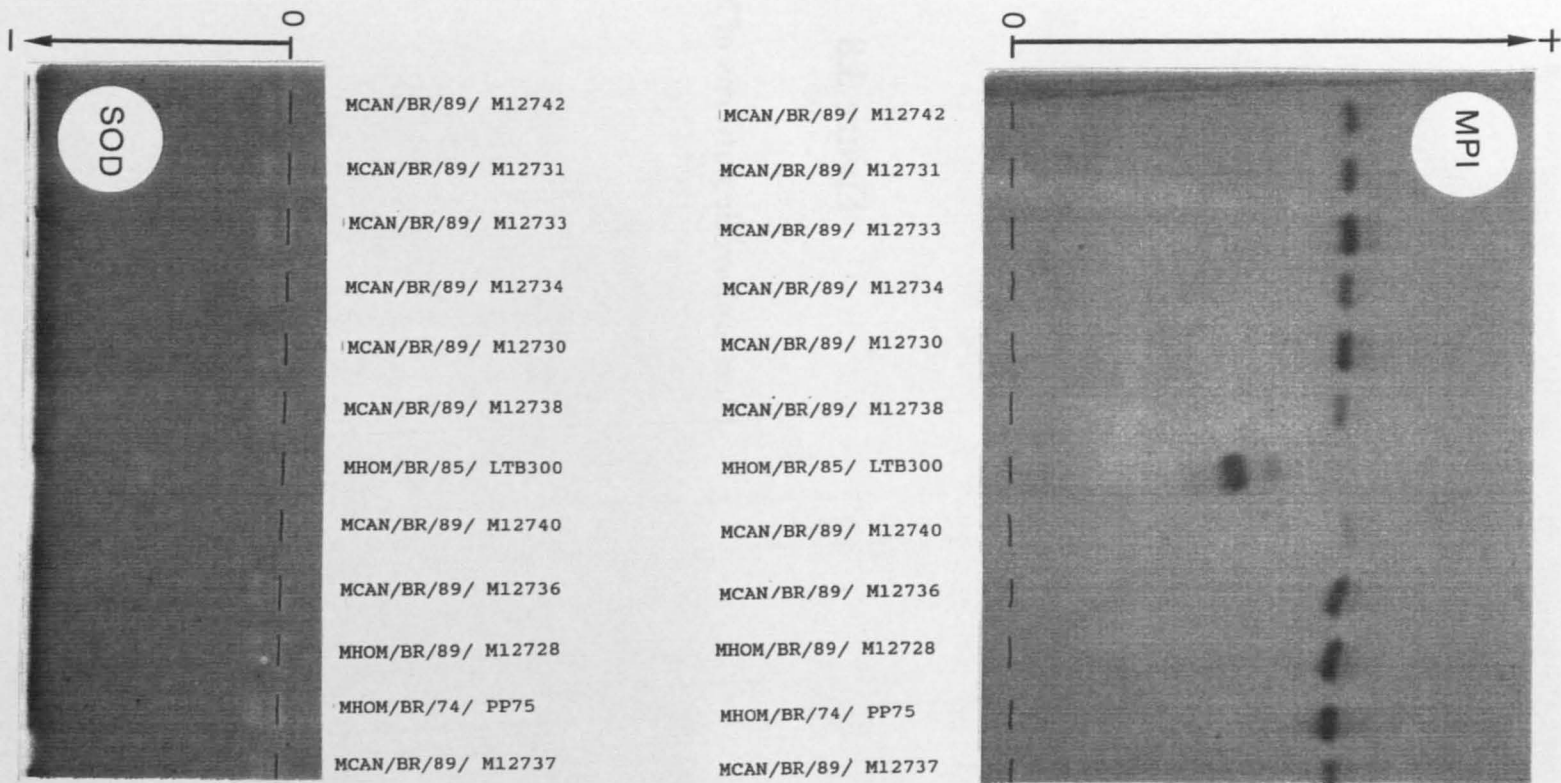 - 0
SOD
MCAN/BR/89/ M12742
MCAN/BR/89/ M12731
MCAN/BR/89/ M12733
MCAN/BR/89/ M12734
MCAN/BR/89/ M12730
MCAN/BR/89/ M12738
MHOM/BR/85/ LTB300
MCAN/BR/89/ M12740
MCAN/BR/89/ M12736
MHOM/BR/89/ M12728
MHOM/BR/74/ PP75
MCAN/BR/89/ M12737
0 +
MPI
MCAN/BR/89/ M12742
MCAN/BR/89/ M12731
MCAN/BR/89/ M12733
MCAN/BR/89/ M12734
MCAN/BR/89/ M12730
MCAN/BR/89/ M12738
MHOM/BR/85/ LTB300
MCAN/BR/89/ M12740
MCAN/BR/89/ M12736
MHOM/BR/89/ M12728
MHOM/BR/74/ PP75
MCAN/BR/89/ M12737